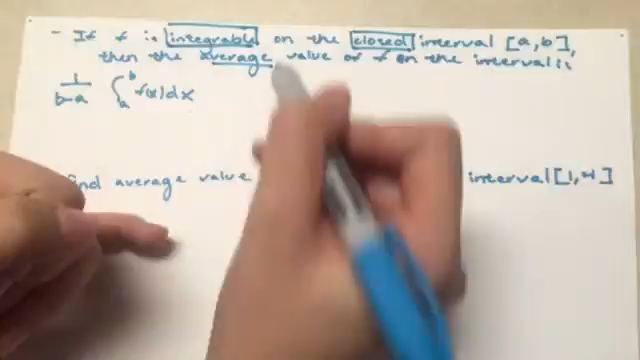 - If f is integrable on the closed interval [a,b],
then the average value of f on the interval is
1/b-a ∫ₐᵇ f(x)dx
Find average value interval [1,4]